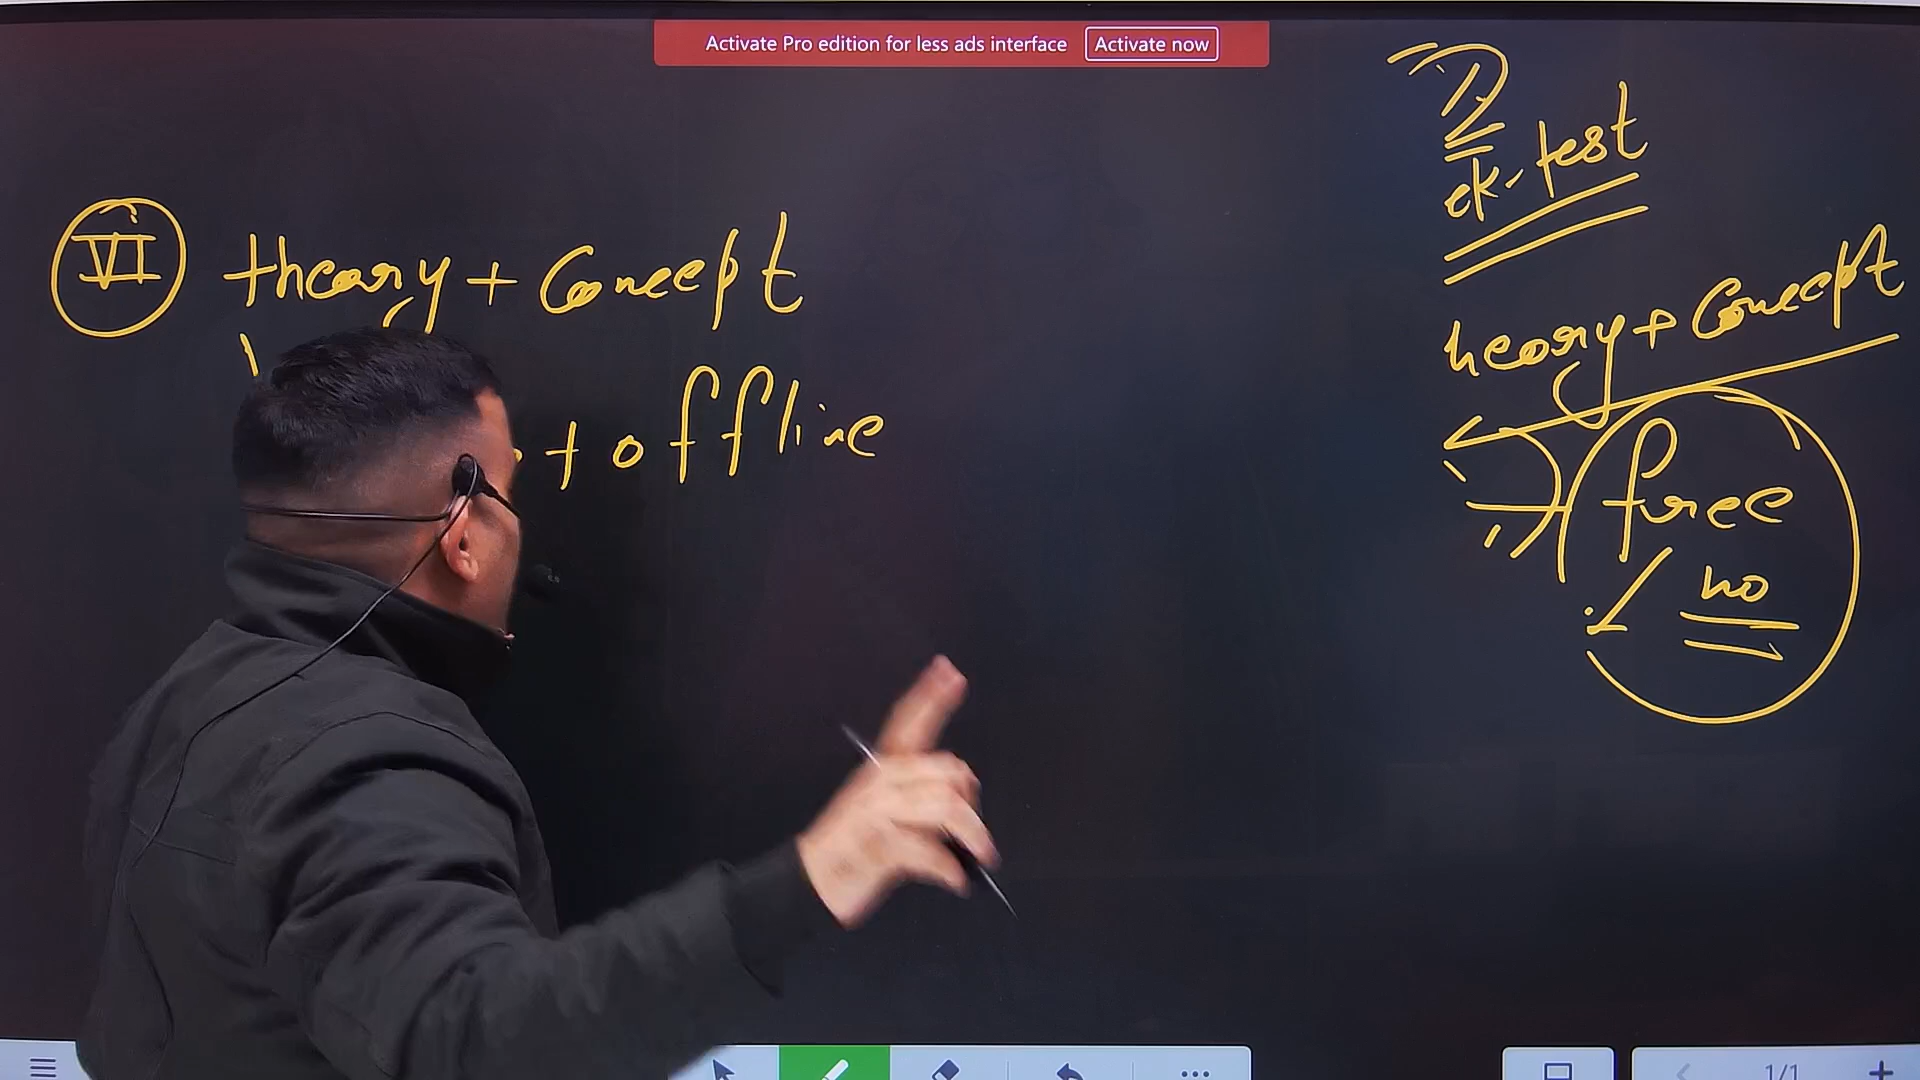 Activate Pro edition for less ads interface Activate now
VI theory + Concept
+ offline
ek-test
heory + Concept
free
no
1/1